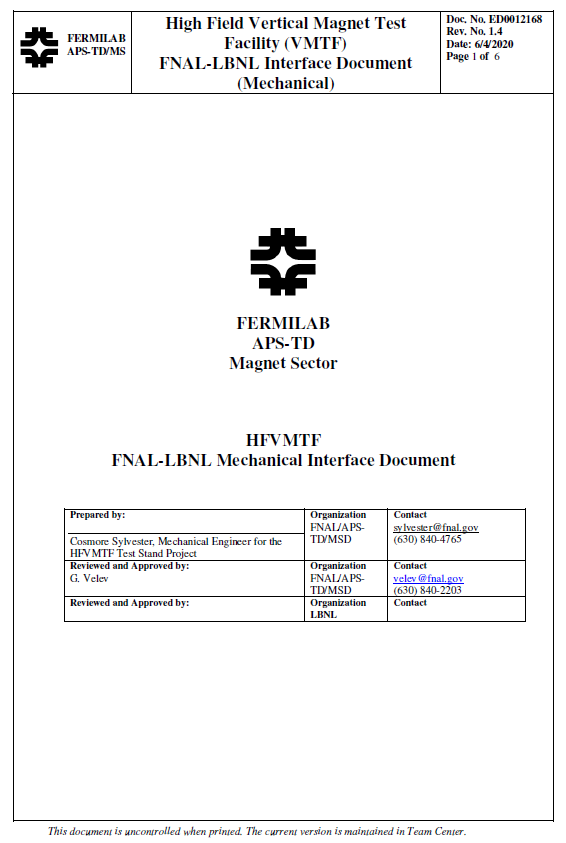 FERMILAB
APS-TD/MS
High Field Vertical Magnet Test
Facility (VMTF)
FNAL-LBNL Interface Document
(Mechanical)
Doc. No. ED0012168
Rev. No. 1.4
Date: 6/4/2020
Page 1 of 6
FERMILAB
APS-TD
Magnet Sector
HFVMTF
FNAL-LBNL Mechanical Interface Document
Prepared by:
Cosmore Sylvester, Mechanical Engineer for the
HFVMTF Test Stand Project
Organization
FNAL/APS-
TD/MSD
Contact
sylvester@fnal.gov
(630) 840-4765
Reviewed and Approved by:
G. Velev
Organization
FNAL/APS-
TD/MSD
Contact
velev@fnal.gov
(630) 840-2203
Reviewed and Approved by:
Organization
LBNL
Contact
This document is uncontrolled when printed. The current version is maintained in Team Center.